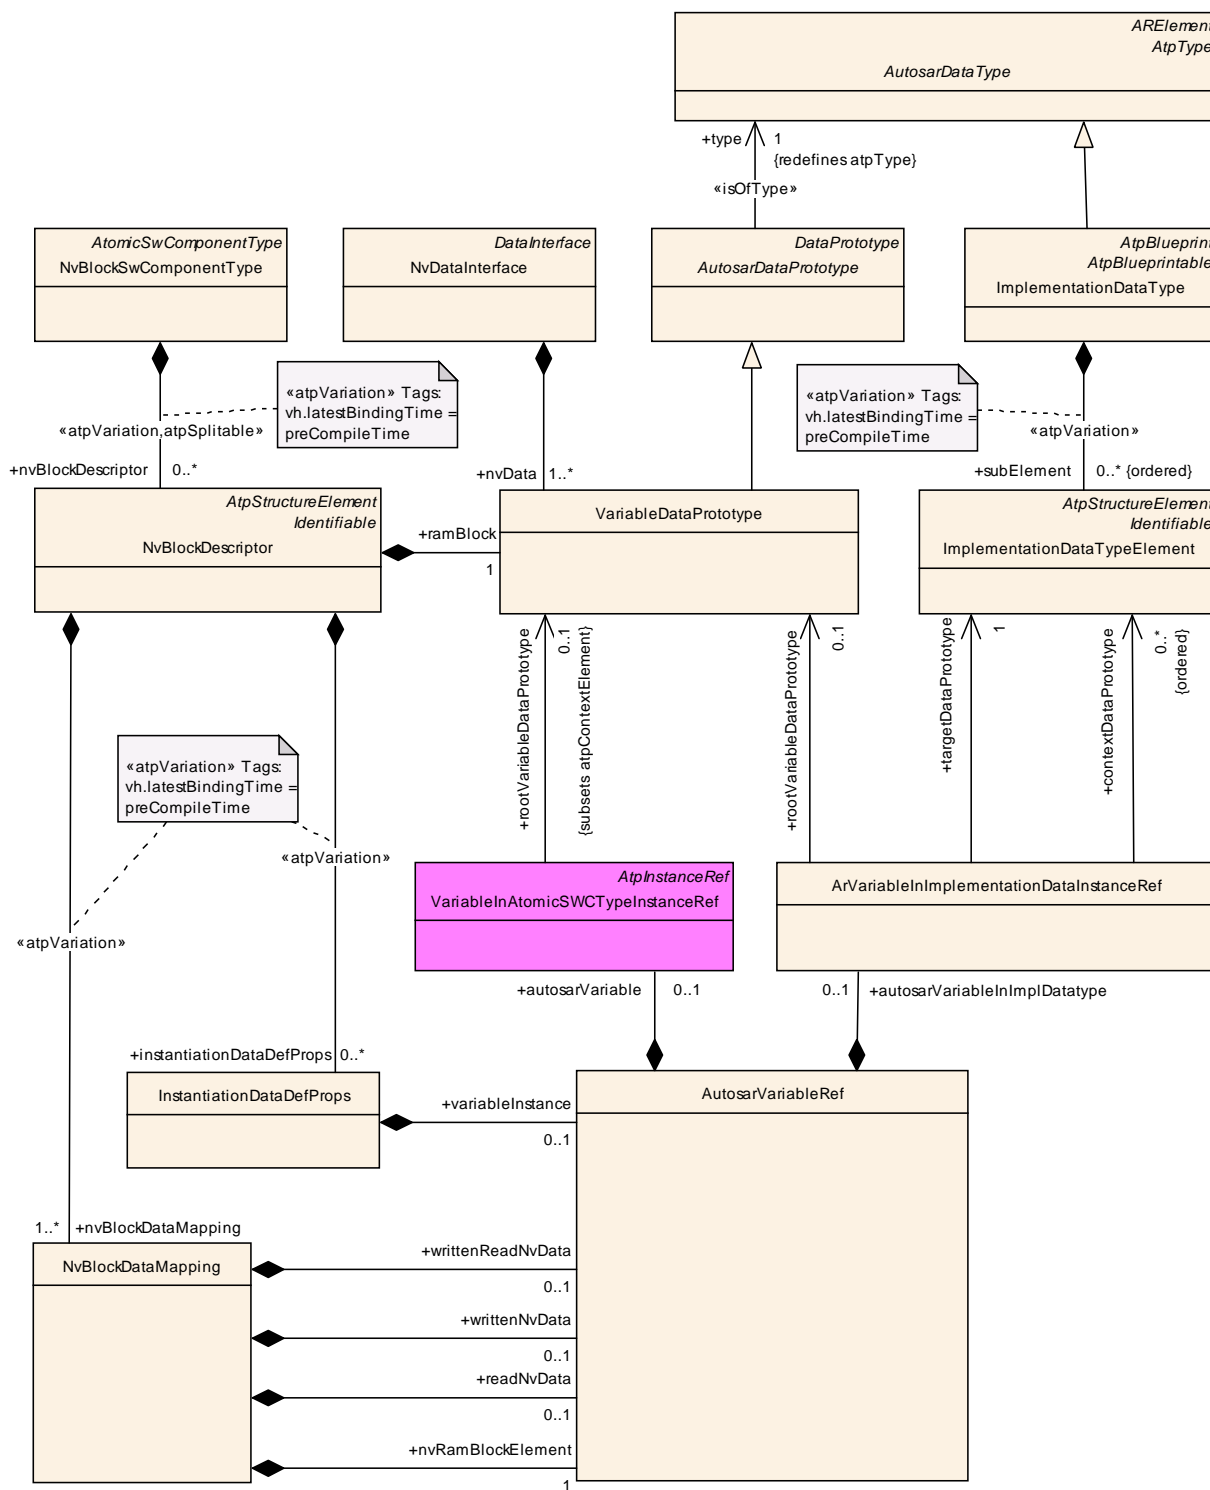 ARElement
AtpType
AutosarDataType
+type
1
{redefines atpType}
«isOfType»
AtomicSwComponentType
NvBlockSwComponentType
DataInterface
NvDataInterface
DataPrototype
AutosarDataPrototype
AtpBlueprint
AtpBlueprintable
ImplementationDataType
«atpVariation» Tags:
vh.latestBindingTime =
preCompileTime
«atpVariation,atpSplitable»
«atpVariation» Tags:
vh.latestBindingTime =
preCompileTime
«atpVariation»
+nvBlockDescriptor
0..*
+nvData
1..*
+subElement
0..* {ordered}
AtpStructureElement
Identifiable
NvBlockDescriptor
+ramBlock
1
VariableDataPrototype
AtpStructureElement
Identifiable
ImplementationDataTypeElement
+rootVariableDataPrototype
0..1
{subsets atpContextElement}
+rootVariableDataPrototype
0..1
+targetDataPrototype
1
+contextDataPrototype
0..*
{ordered}
«atpVariation» Tags:
vh.latestBindingTime =
preCompileTime
«atpVariation»
«atpVariation»
AtpInstanceRef
VariableInAtomicSWCTypeInstanceRef
ArVariableInImplementationDataInstanceRef
+autosarVariable
0..1
0..1
+autosarVariableInImplDatatype
+instantiationDataDefProps
0..*
InstantiationDataDefProps
+variableInstance
0..1
AutosarVariableRef
1..*
+nvBlockDataMapping
NvBlockDataMapping
+writtenReadNvData
0..1
+writtenNvData
0..1
+readNvData
0..1
+nvRamBlockElement
1